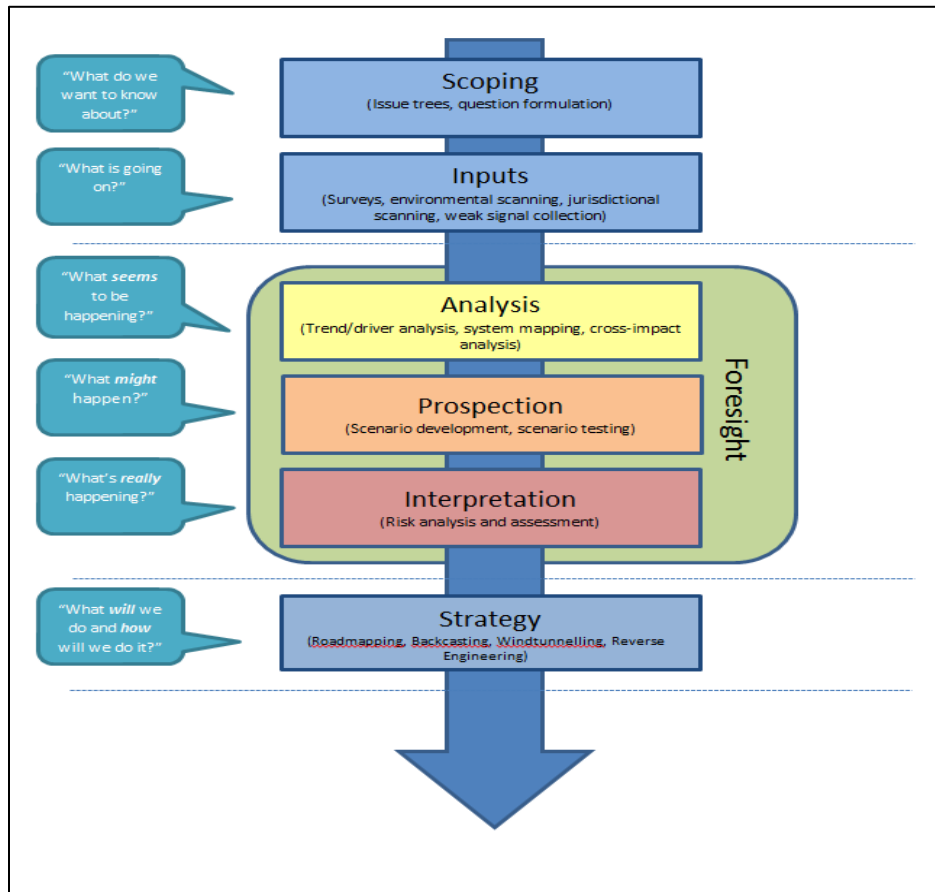 “What do we
want to know
about?”
Scoping
(Issue trees, question formulation)
“What is going
on?”
Inputs
(Surveys, environmental scanning, jurisdictional
scanning, weak signal collection)
“What seems
to be
happening?”
Analysis
(Trend/driver analysis, system mapping, cross-impact
analysis)
“What might
happen?”
Prospection
(Scenario development, scenario testing)
“What’s really
happening?”
Interpretation
(Risk analysis and assessment)
Foresight
“What will we
do and how
will we do it?”
Strategy
(Roadmapping, Backcasting, Windtunnelling, Reverse
Engineering)